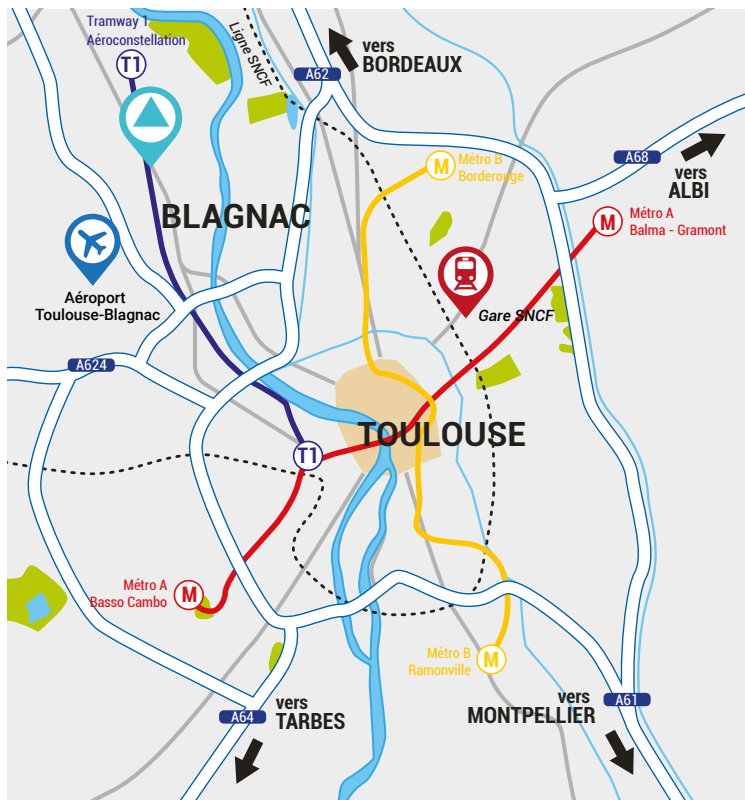 Tramway 1
Aéroconstellation
T1
Ligne SNCF
A62
vers
BORDEAUX
A68
vers
ALBI
M
Métro B
Borderouge
M
Métro A
Balma - Gramont
BLAGNAC
Aéroport
Toulouse-Blagnac
Gare SNCF
A624
TOULOUSE
T1
Métro A
Basso Cambo
M
Métro B
Ramonville
M
A64
vers
TARBES
vers
MONTPELLIER
A61